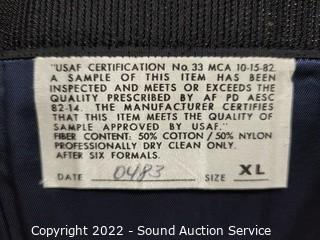 "USAF CERTIFICATION No. 33 MCA 10-15-82.
A SAMPLE OF THIS ITEM HAS BEEN
INSPECTED AND MEETS OR EXCEEDS THE
QUALITY PRESCRIBED BY AF PD AESC
82-14. THE MANUFACTURER CERTIFIES
THAT THIS ITEM MEETS THE QUALITY OF
SAMPLE APPROVED BY USAF."
FIBER CONTENT: 50% COTTON / 50% NYLON
PROFESSIONALLY DRY CLEAN ONLY.
AFTER SIX FORMALS.
DATE 0483 SIZE XL
Copyright 2022 - Sound Auction Service